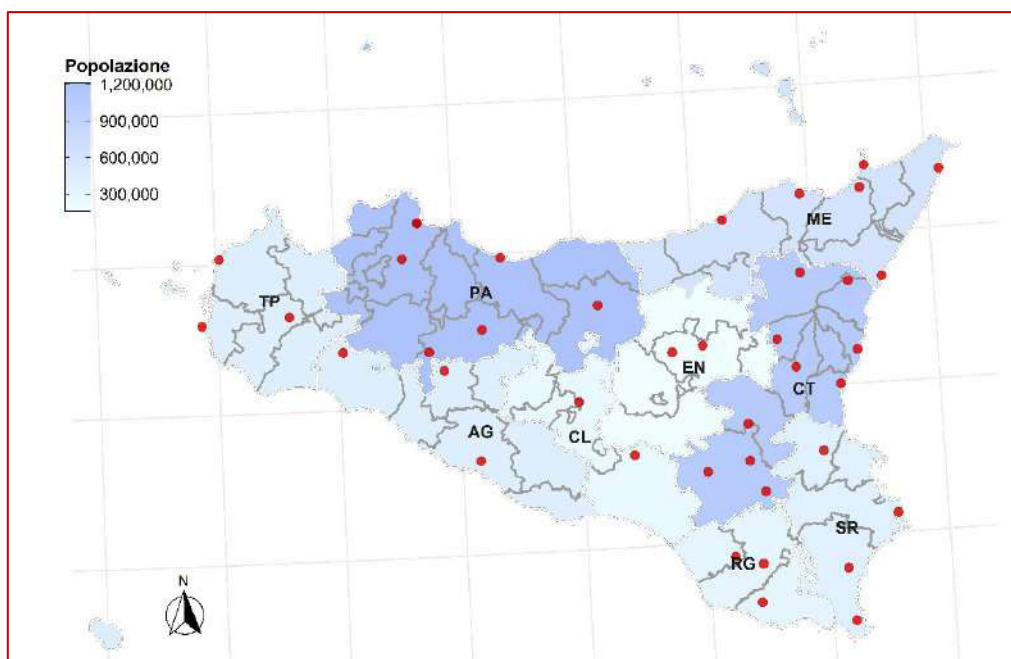 Popolazione
1,200,000
900,000
600,000
300,000
ME
PA
TP
EN
CT
AG
CL
SR
RG
N